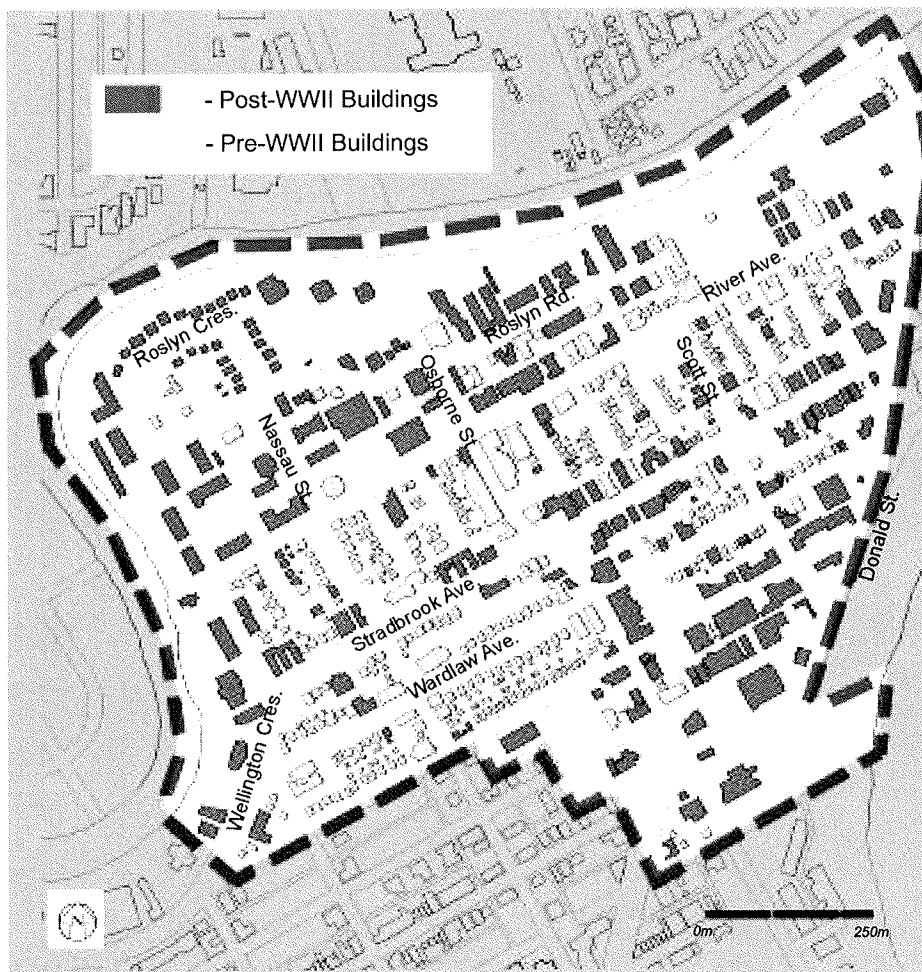 - Post-WWII Buildings
- Pre-WWII Buildings
River Ave.
Roslyn Rd.
Roslyn Cres.
Scott St.
Osborne St.
Nassau St.
Donald St.
Stradbrook Ave
Wardlaw Ave.
Wellington Cres.
N
0m
250m